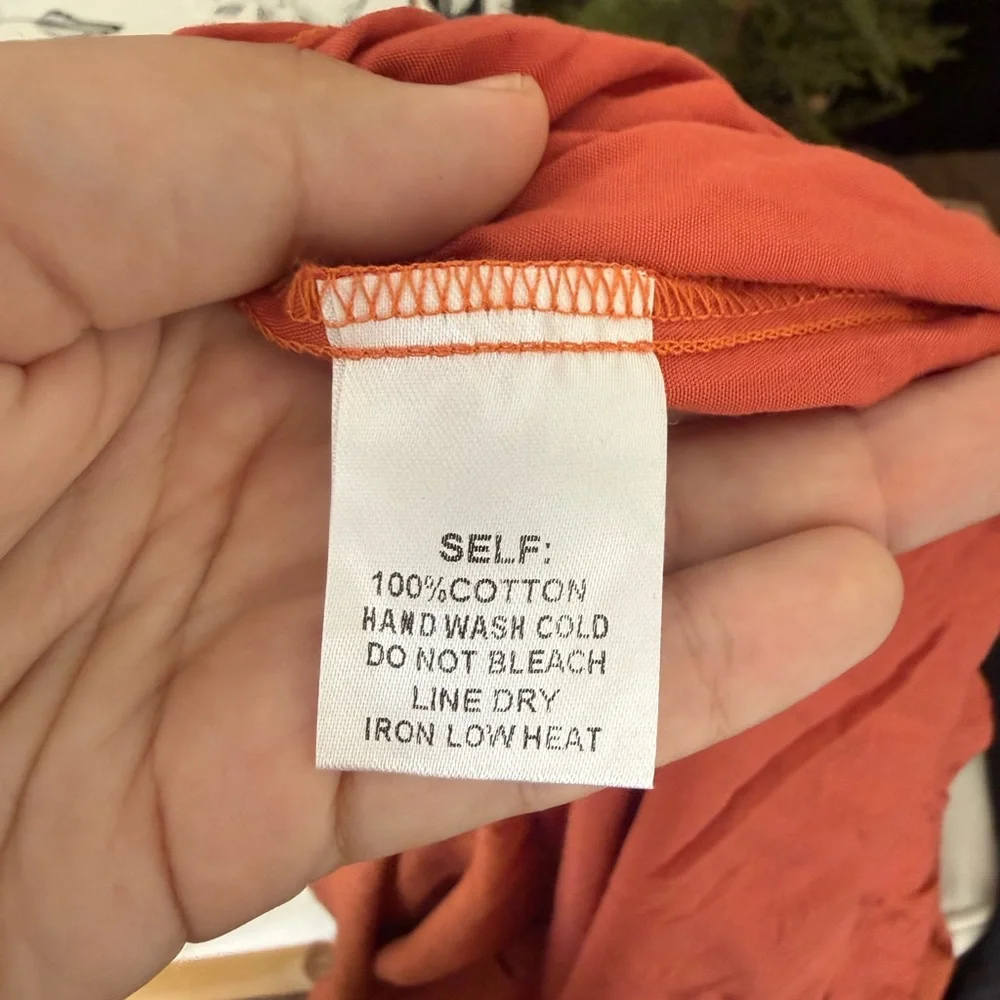 SELF:
100%COTTON
HAND WASH COLD
DO NOT BLEACH
LINE DRY
IRON LOW HEAT